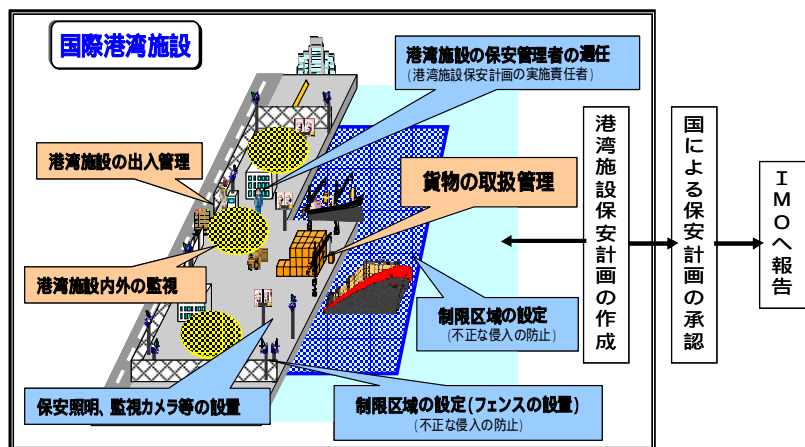 国際港湾施設
港湾施設の保安管理者の選任
(港湾施設保安計画の実施責任者)
港湾施設の出入管理
貨物の取扱管理
港湾施設内外の監視
制限区域の設定
(不正な侵入の防止)
保安照明、監視カメラ等の設置
制限区域の設定(フェンスの設置)
(不正な侵入の防止)
港湾施設保安計画の作成
国による保安計画の承認
IMOへ報告